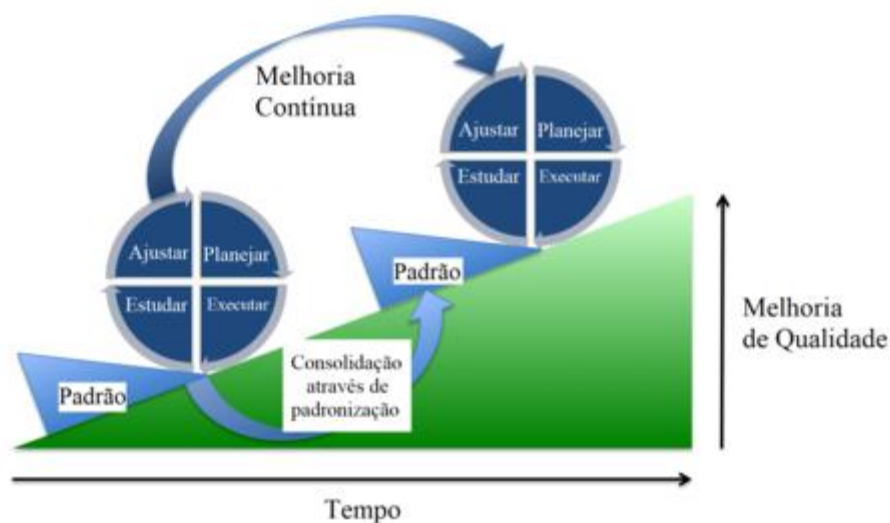 Melhoria
Contínua
Ajustar
Planejar
Estudar
Executar
Ajustar
Planejar
Estudar
Executar
Padrão
Padrão
Consolidação
através de
padronização
Melhoria
de Qualidade
Tempo